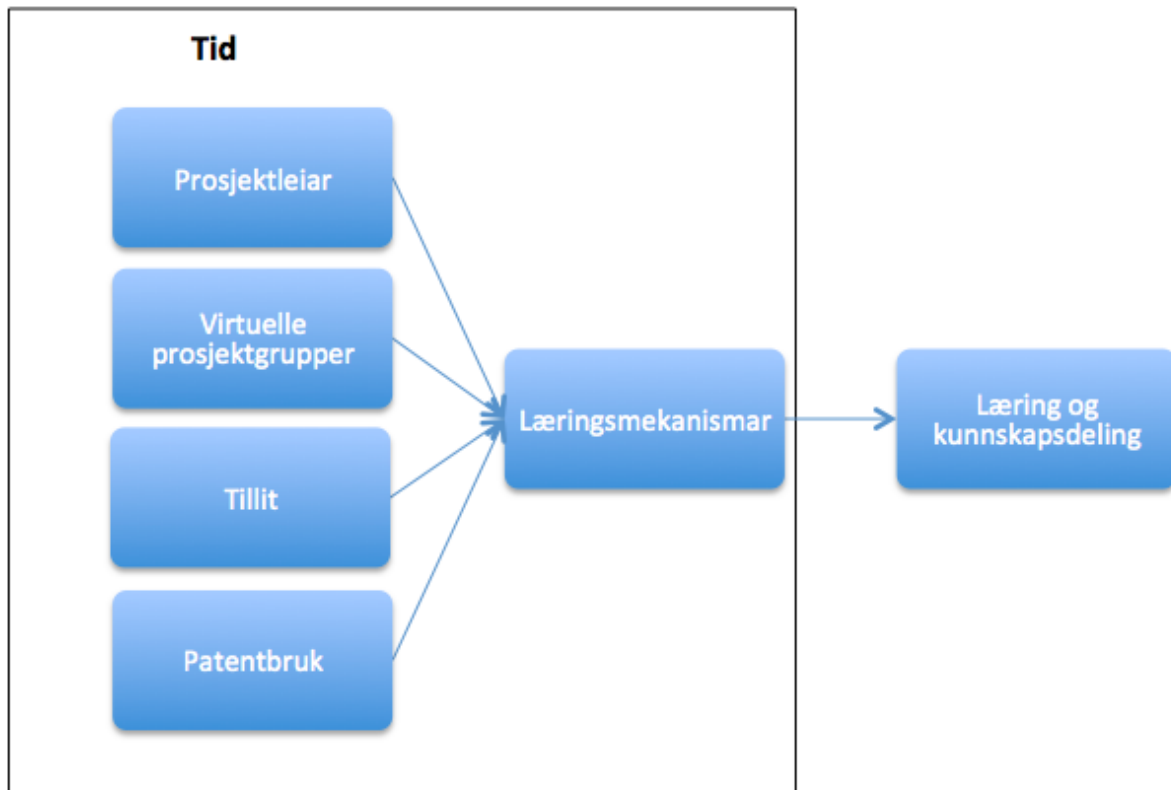 Tid
Prosjektleiar
Virtuelle
prosjektgrupper
Tillit
Patentbruk
Læringsmekanismar
Læring og
kunnskapsdeling